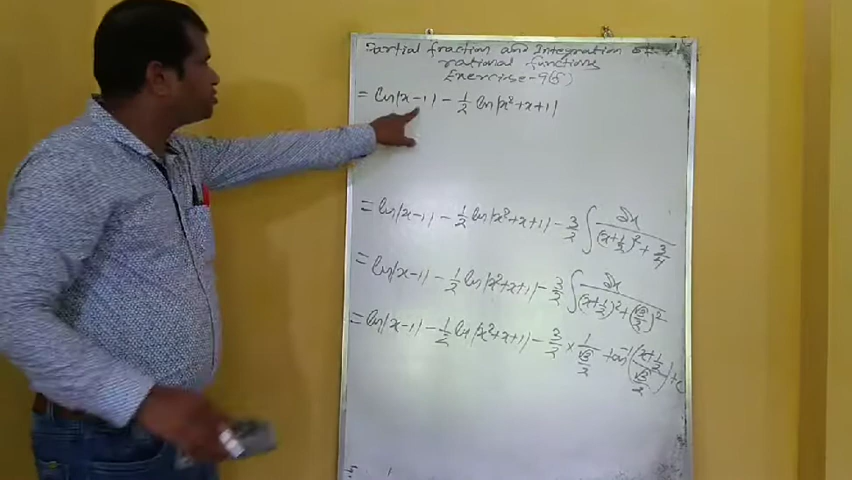 Partial fraction and Integration of
rational functions
Exercise-9(5)
= ln|x-1| - 1/2 ln|x²+x+1|
= ln|x-1| - 1/2 ln|x²+x+1| - 3/2 ∫ dx/((x+1/2)² + 3/4)
= ln|x-1| - 1/2 ln|x²+x+1| - 3/2 ∫ dx/((x+1/2)² + (√3/2)²)
= ln|x-1| - 1/2 ln|x²+x+1| - 3/2 × 1/(√3/2) tan⁻¹((x+1/2)/(√3/2)) + c